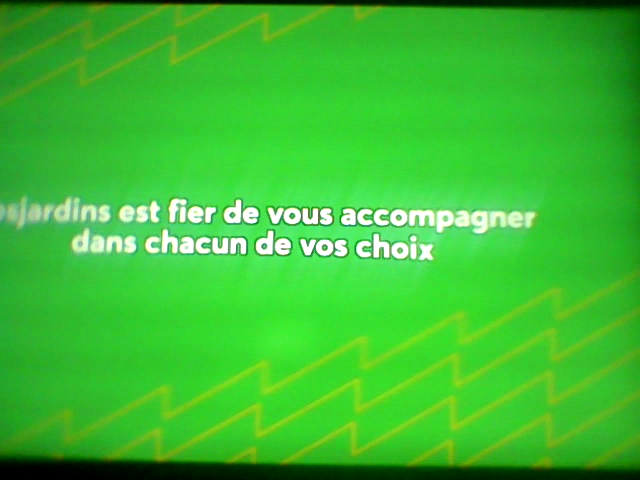 esjardins est fier de vous accompagner
dans chacun de vos choix